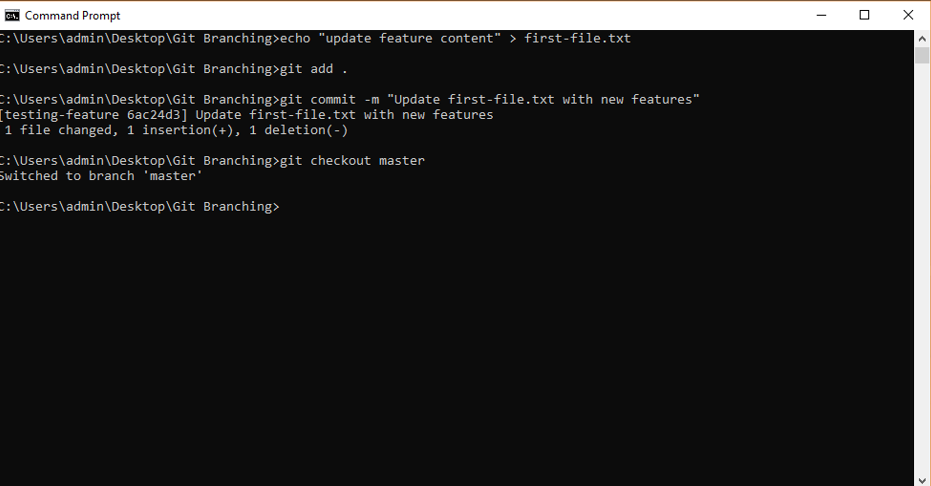 Command Prompt
C:\Users\admin\Desktop\Git Branching>echo "update feature content" > first-file.txt
C:\Users\admin\Desktop\Git Branching>git add .
C:\Users\admin\Desktop\Git Branching>git commit -m "Update first-file.txt with new features"
[testing-feature 6ac24d3] Update first-file.txt with new features
 1 file changed, 1 insertion(+), 1 deletion(-)
C:\Users\admin\Desktop\Git Branching>git checkout master
Switched to branch 'master'
C:\Users\admin\Desktop\Git Branching>